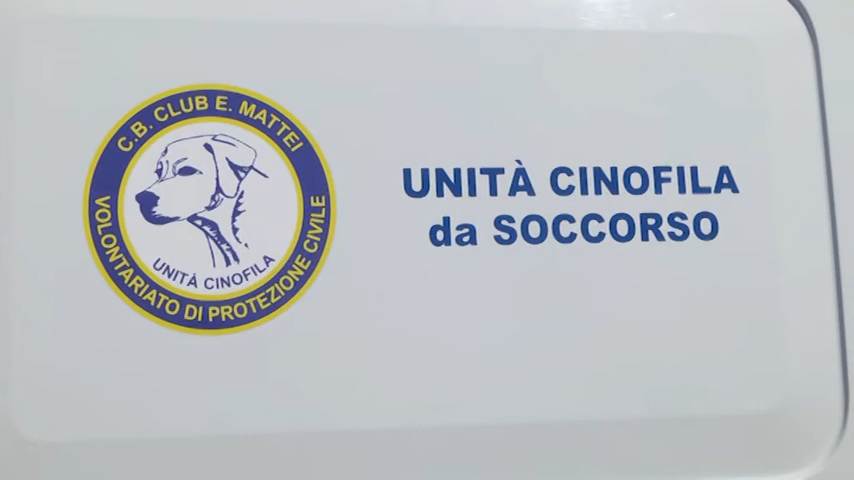 C.B. CLUB E. MATTEI
UNITÀ CINOFILA
VOLONTARIATO DI PROTEZIONE CIVILE
UNITÀ CINOFILA
da SOCCORSO